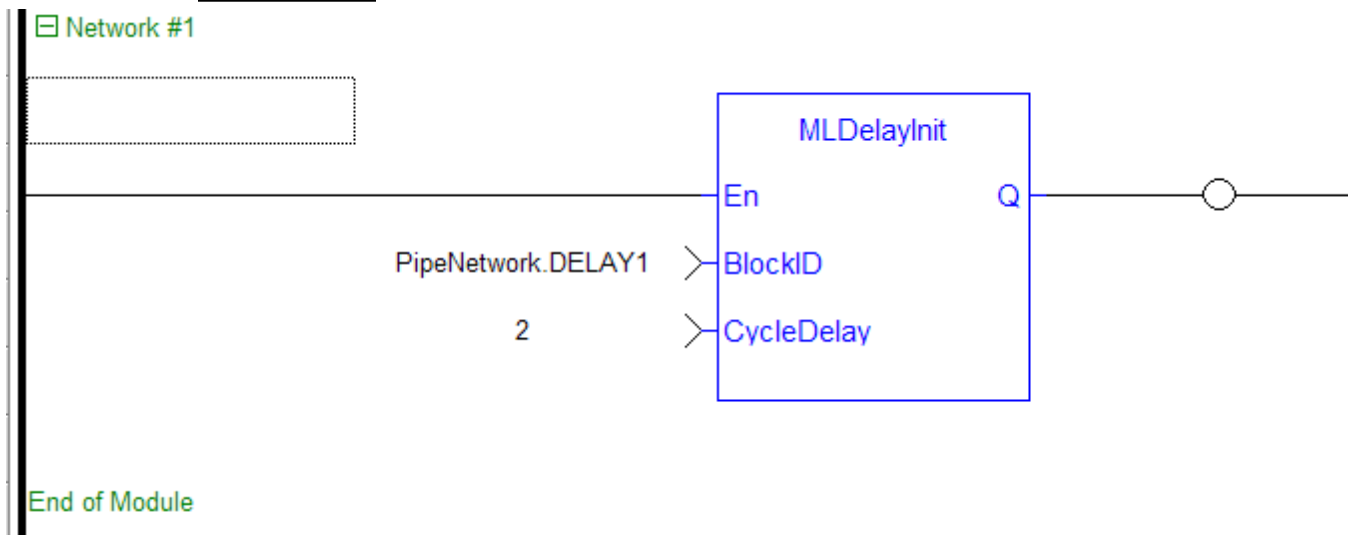 Network #1
MLDelayInit
En Q
PipeNetwork.DELAY1 BlockID
2 CycleDelay
End of Module